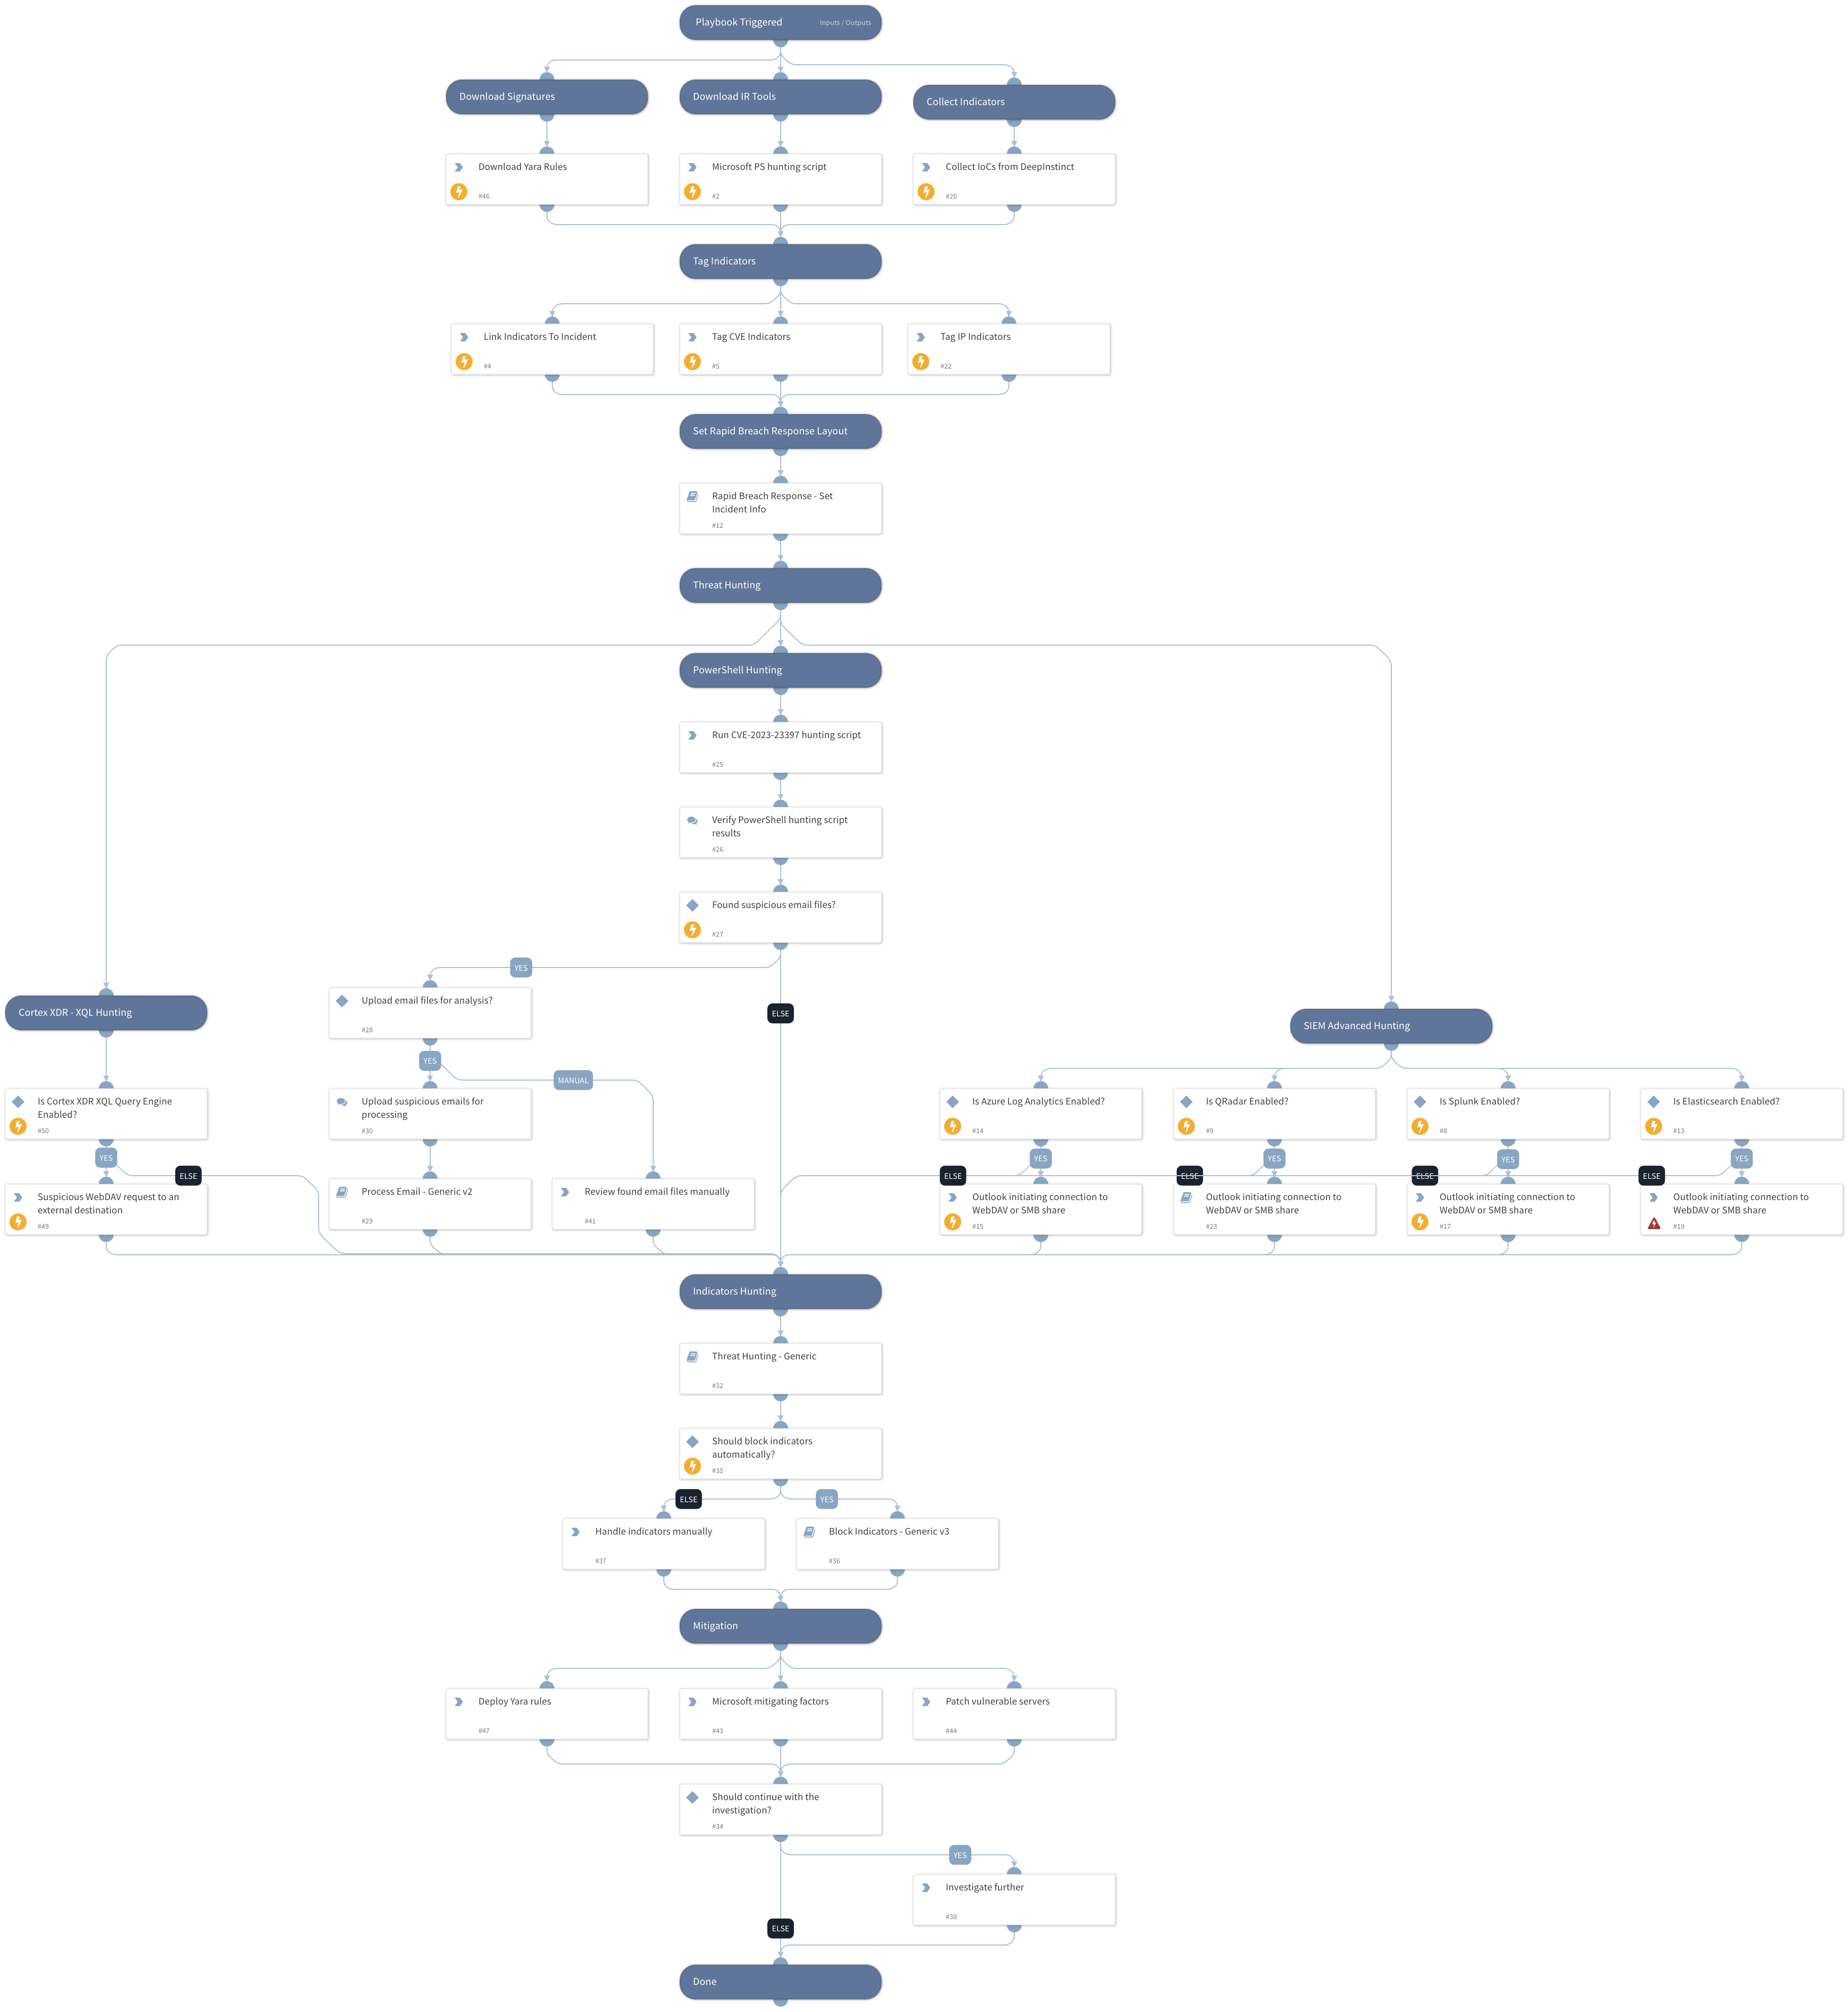 Playbook Triggered
Inputs / Outputs
Download Signatures
Download IR Tools
Collect Indicators
Download Yara Rules
#46
Microsoft PS hunting script
#2
Collect IoCs from DeepInstinct
#20
Tag Indicators
Link Indicators To Incident
#4
Tag CVE Indicators
#5
Tag IP Indicators
#22
Set Rapid Breach Response Layout
Rapid Breach Response - Set
Incident Info
#12
Threat Hunting
PowerShell Hunting
Run CVE-2023-23397 hunting script
#25
Verify PowerShell hunting script
results
#26
Found suspicious email files?
#27
YES
ELSE
Cortex XDR - XQL Hunting
Upload email files for analysis?
#28
SIEM Advanced Hunting
YES
MANUAL
Is Cortex XDR XQL Query Engine
Enabled?
#50
Upload suspicious emails for
processing
#30
Is Azure Log Analytics Enabled?
#14
Is QRadar Enabled?
#9
Is Splunk Enabled?
#8
Is Elasticsearch Enabled?
#13
YES
YES
YES
YES
YES
ELSE
ELSE
ELSE
ELSE
ELSE
Suspicious WebDAV request to an
external destination
#49
Process Email - Generic v2
#29
Review found email files manually
#41
Outlook initiating connection to
WebDAV or SMB share
#15
Outlook initiating connection to
WebDAV or SMB share
#23
Outlook initiating connection to
WebDAV or SMB share
#17
Outlook initiating connection to
WebDAV or SMB share
#19
Indicators Hunting
Threat Hunting - Generic
#32
Should block indicators
automatically?
#35
ELSE
YES
Handle indicators manually
#37
Block Indicators - Generic v3
#36
Mitigation
Deploy Yara rules
#47
Microsoft mitigating factors
#43
Patch vulnerable servers
#44
Should continue with the
investigation?
#34
YES
Investigate further
#38
ELSE
Done